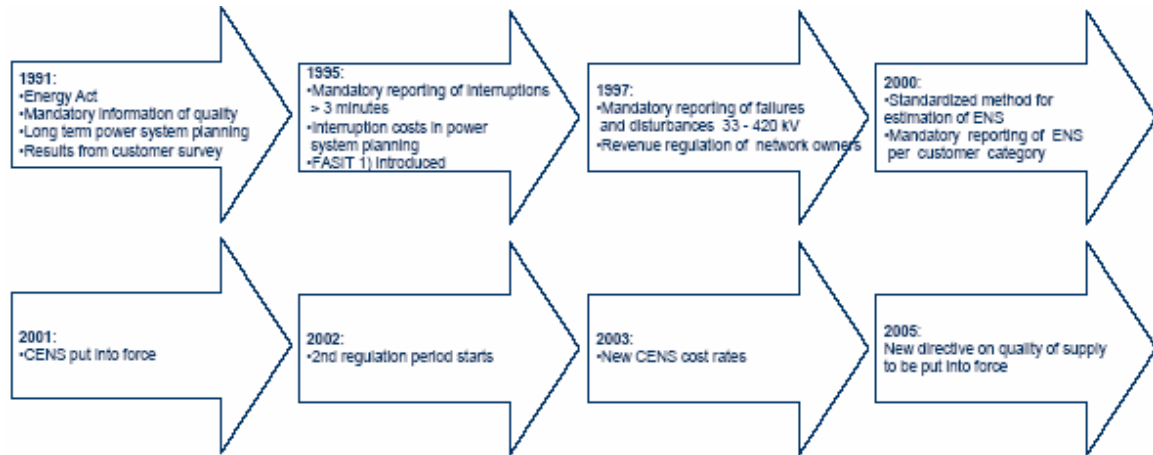 1991:
•Energy Act
•Mandatory information of quality
•Long term power system planning
•Results from customer survey
1995:
•Mandatory reporting of interruptions
> 3 minutes
•Interruption costs in power
system planning
•FASIT 1) introduced
1997:
•Mandatory reporting of failures
and disturbances 33 - 420 kV
•Revenue regulation of network owners
2000:
•Standardized method for
estimation of ENS
•Mandatory reporting of ENS
per customer category
2001:
•CENS put into force
2002:
•2nd regulation period starts
2003:
•New CENS cost rates
2005:
New directive on quality of supply
to be put into force